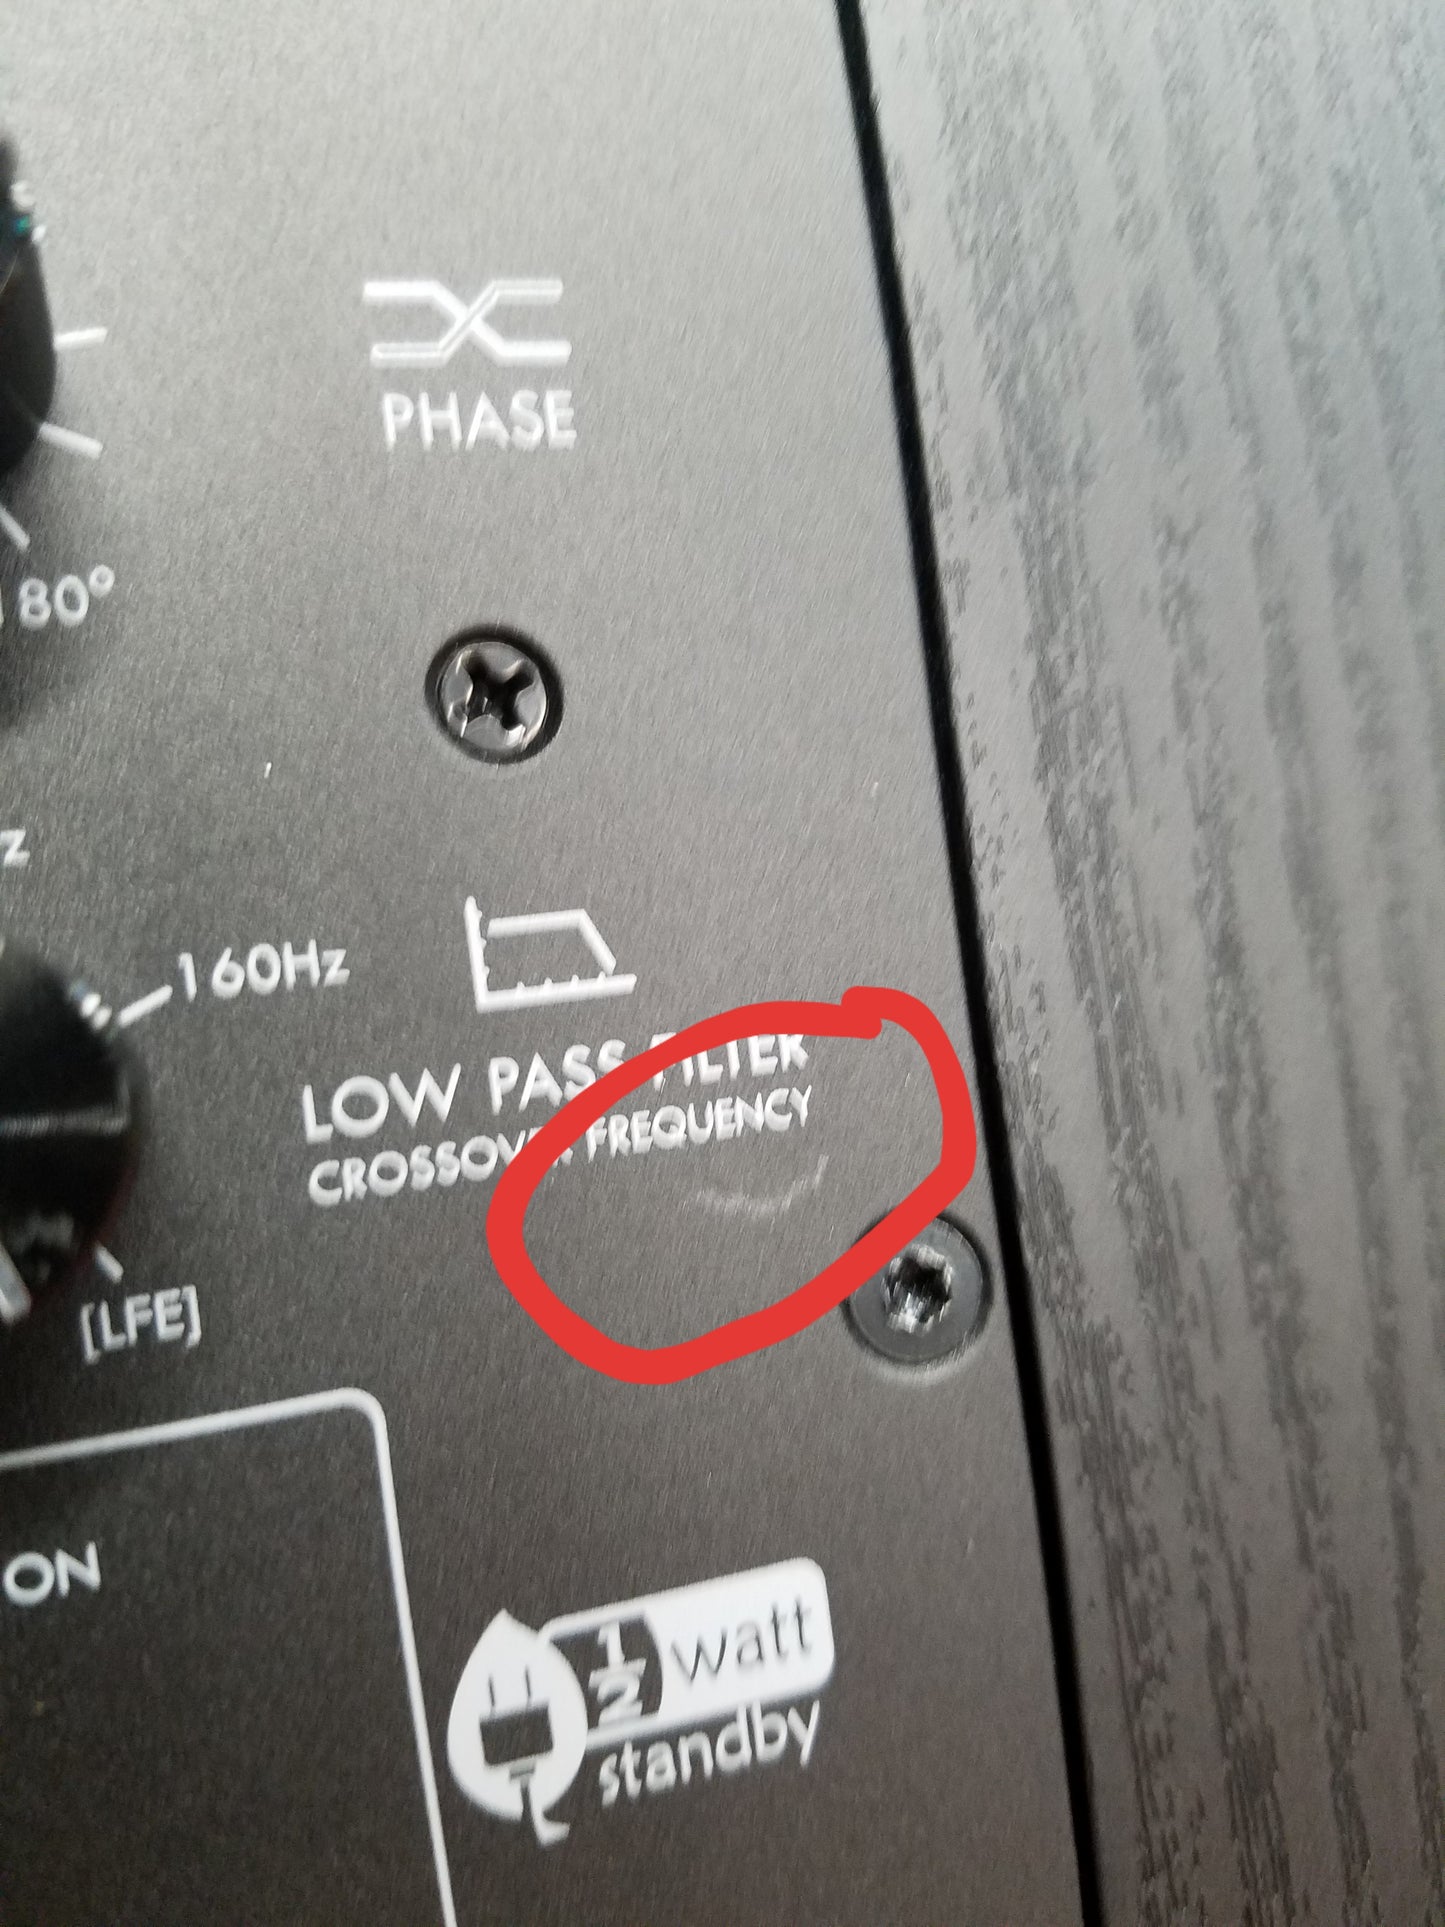 PHASE
80°
z
160Hz
LOW PASS FILTER
CROSSOVER FREQUENCY
[LFE]
ON
1/2 watt
standby